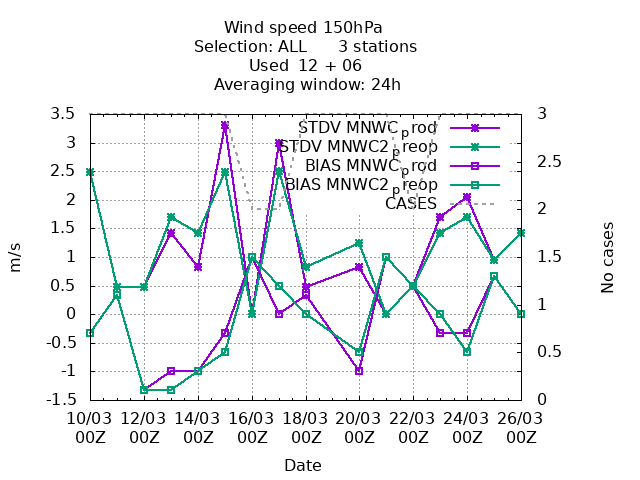 Wind speed 150hPa
Selection: ALL 3 stations
Used 12 + 06
Averaging window: 24h
STDV MNWC_prod
STDV MNWC2_preop
BIAS MNWC_prod
BIAS MNWC2_preop
CASES
3.5
3
2.5
2
1.5
1
0.5
0
-0.5
-1
-1.5
m/s
3
2.5
2
1.5
1
0.5
0
No cases
10/03 12/03 14/03 16/03 18/03 20/03 22/03 24/03 26/03
00Z 00Z 00Z 00Z 00Z 00Z 00Z 00Z 00Z
Date